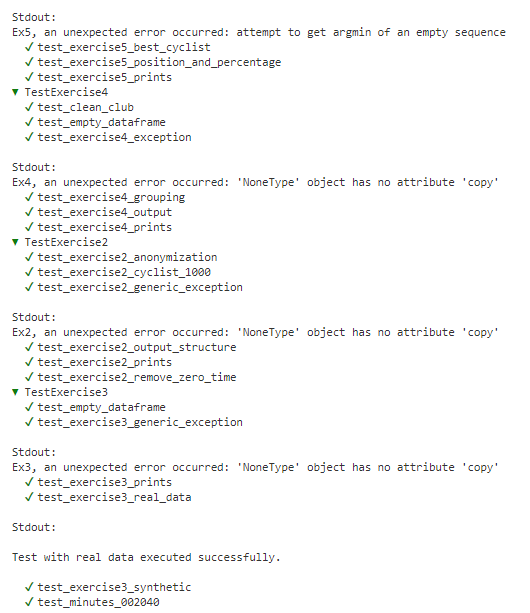 Stdout:
Ex5, an unexpected error occurred: attempt to get argmin of an empty sequence
✓ test_exercise5_best_cyclist
✓ test_exercise5_position_and_percentage
✓ test_exercise5_prints
▼ TestExercise4
✓ test_clean_club
✓ test_empty_dataframe
✓ test_exercise4_exception
Stdout:
Ex4, an unexpected error occurred: 'NoneType' object has no attribute 'copy'
✓ test_exercise4_grouping
✓ test_exercise4_output
✓ test_exercise4_prints
▼ TestExercise2
✓ test_exercise2_anonymization
✓ test_exercise2_cyclist_1000
✓ test_exercise2_generic_exception
Stdout:
Ex2, an unexpected error occurred: 'NoneType' object has no attribute 'copy'
✓ test_exercise2_output_structure
✓ test_exercise2_prints
✓ test_exercise2_remove_zero_time
▼ TestExercise3
✓ test_empty_dataframe
✓ test_exercise3_generic_exception
Stdout:
Ex3, an unexpected error occurred: 'NoneType' object has no attribute 'copy'
✓ test_exercise3_prints
✓ test_exercise3_real_data
Stdout:
Test with real data executed successfully.
✓ test_exercise3_synthetic
✓ test_minutes_002040